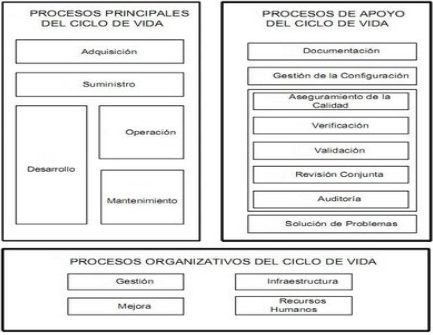 PROCESOS PRINCIPALES
DEL CICLO DE VIDA
Adquisición
Suministro
Desarrollo
Operación
Mantenimiento
PROCESOS DE APOYO
DEL CICLO DE VIDA
Documentación
Gestión de la Configuración
Aseguramiento de la
Calidad
Verificación
Validación
Revisión Conjunta
Auditoría
Solución de Problemas
PROCESOS ORGANIZATIVOS DEL CICLO DE VIDA
Gestión
Infraestructura
Mejora
Recursos
Humanos